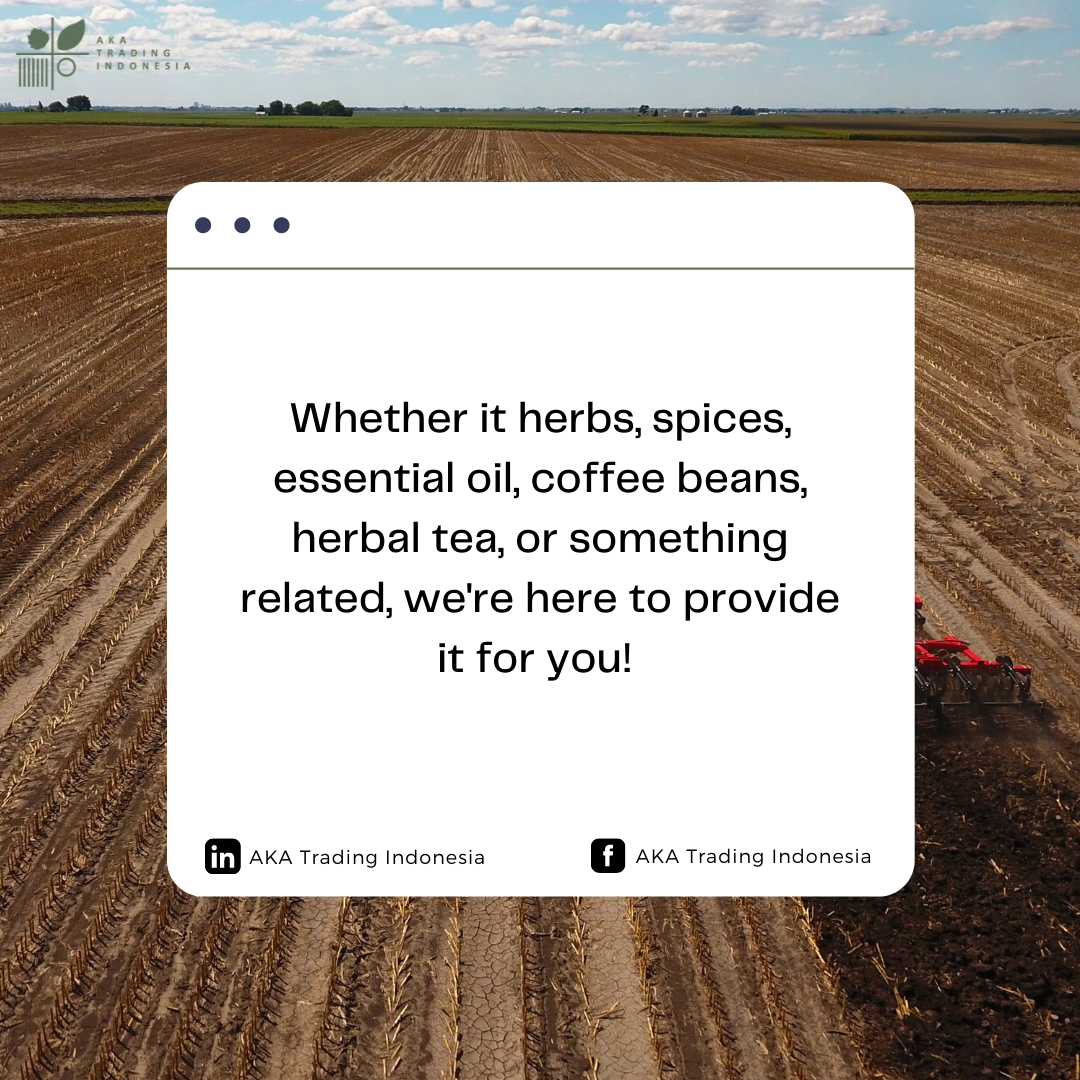 AKA
TRADING
INDONESIA
Whether it herbs, spices,
essential oil, coffee beans,
herbal tea, or something
related, we're here to provide
it for you!
in AKA Trading Indonesia
f AKA Trading Indonesia